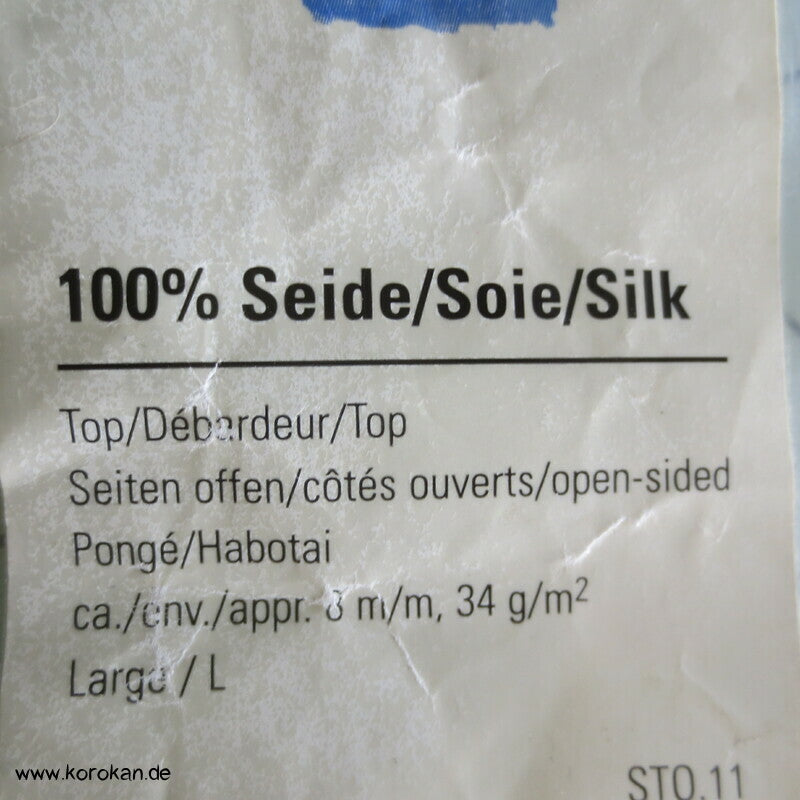 100% Seide/Soie/Silk
Top/Débardeur/Top
Seiten offen/côtés ouverts/open-sided
Pongé/Habotai
ca./env./appr. 8 m/m, 34 g/m²
Large / L
STO.11
www.korokan.de